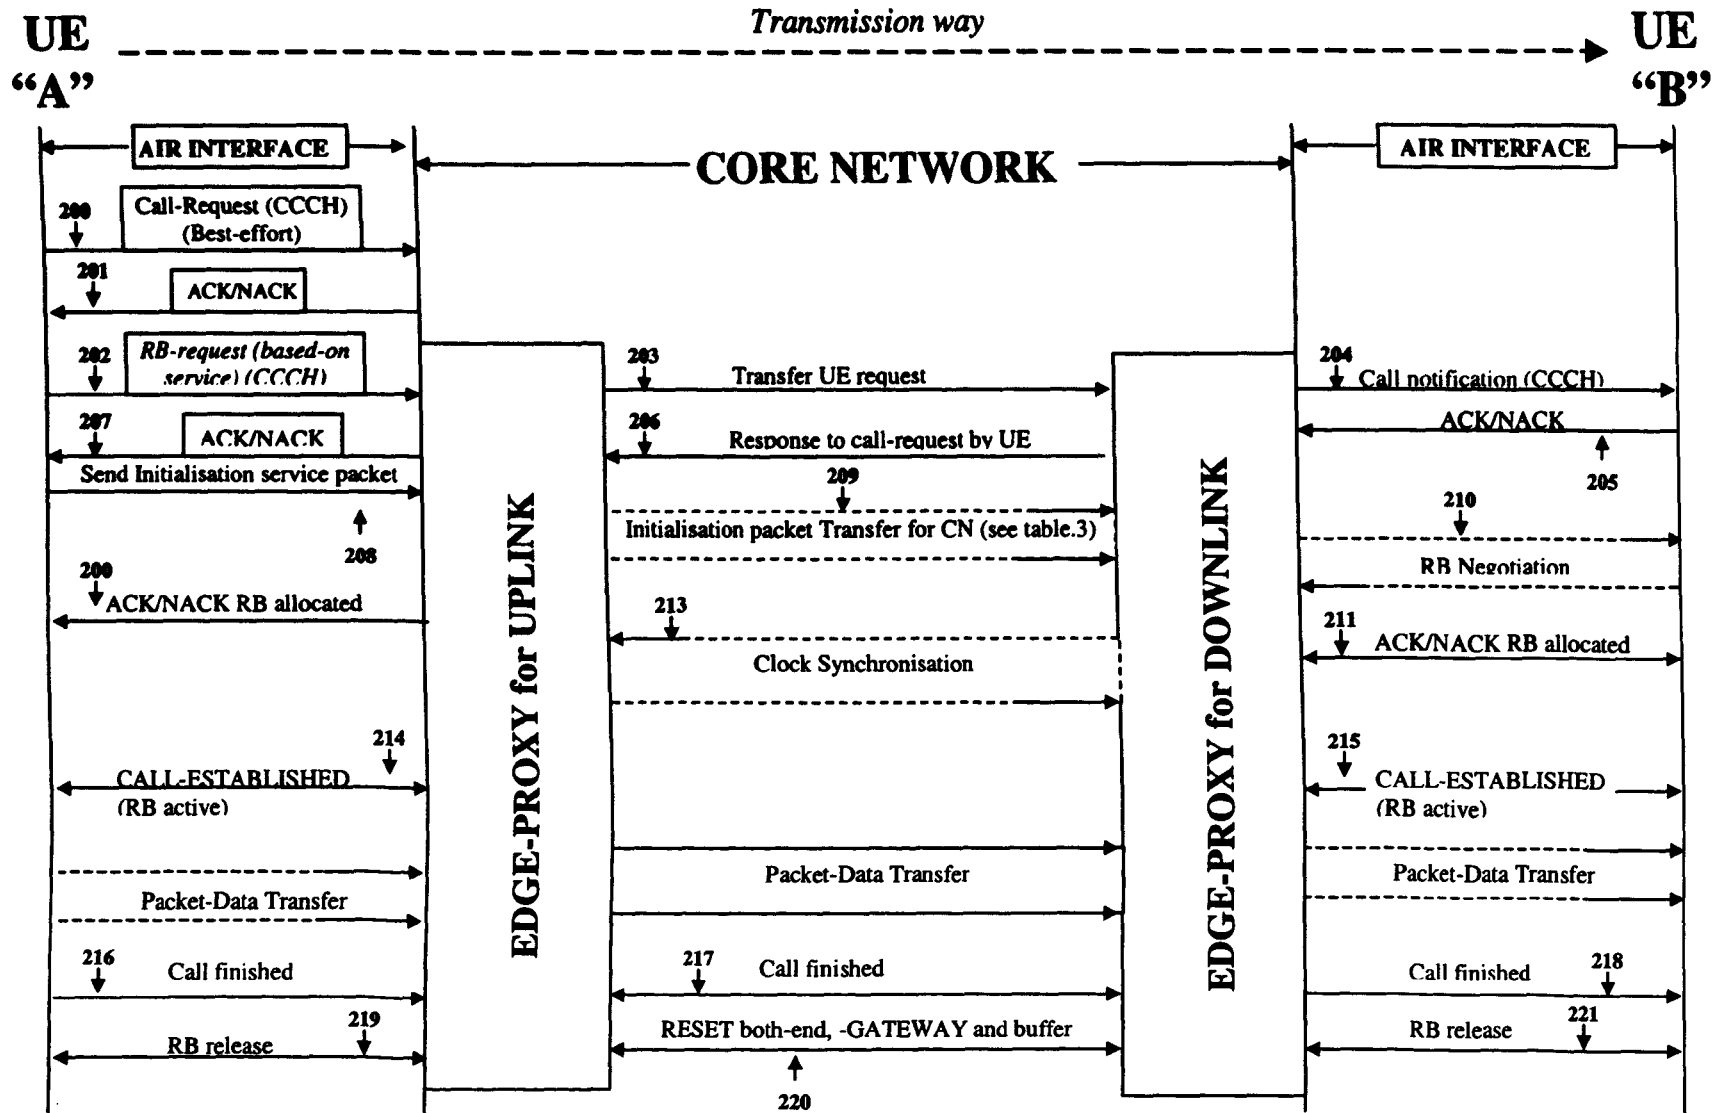 Transmission way
UE
“A”
UE
“B”
AIR INTERFACE
CORE NETWORK
AIR INTERFACE
200
Call-Request (CCCH)
(Best-effort)
201
ACK/NACK
202
RB-request (based-on
service) (CCCH)
203
Transfer UE request
204
Call notification (CCCH)
207
ACK/NACK
206
Response to call-request by UE
ACK/NACK
205
Send Initialisation service packet
208
209
Initialisation packet Transfer for CN (see table.3)
210
RB Negotiation
200
ACK/NACK RB allocated
213
Clock Synchronisation
211
ACK/NACK RB allocated
EDGE-PROXY for UPLINK
EDGE-PROXY for DOWNLINK
214
CALL-ESTABLISHED
(RB active)
215
CALL-ESTABLISHED
(RB active)
Packet-Data Transfer
Packet-Data Transfer
Packet-Data Transfer
216
Call finished
217
Call finished
218
Call finished
219
RB release
RESET both-end, -GATEWAY and buffer
220
221
RB release